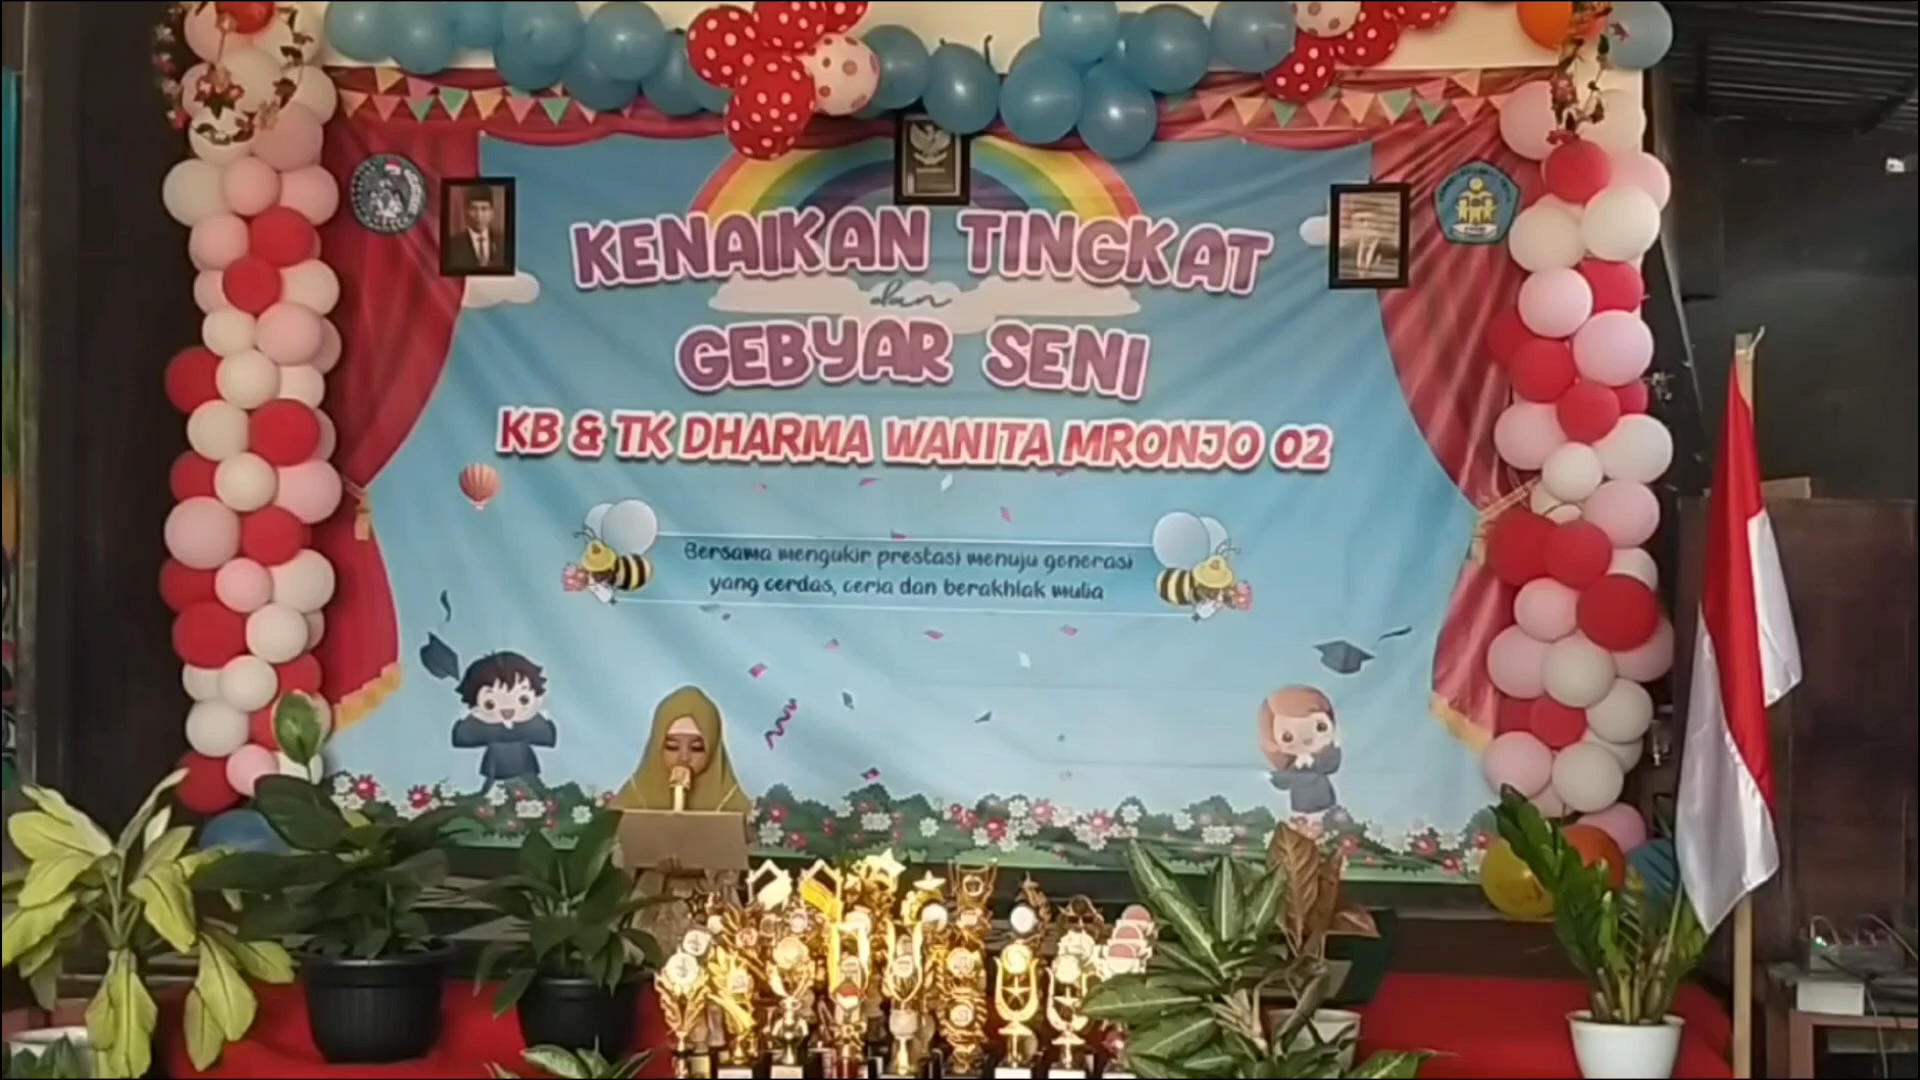 KENAIKAN TINGKAT
dan
GEBYAR SENI
KB & TK DHARMA WANITA MRONJO 02
Bersama mengukir prestasi menuju generasi
yang cerdas, ceria dan berakhlak mulia